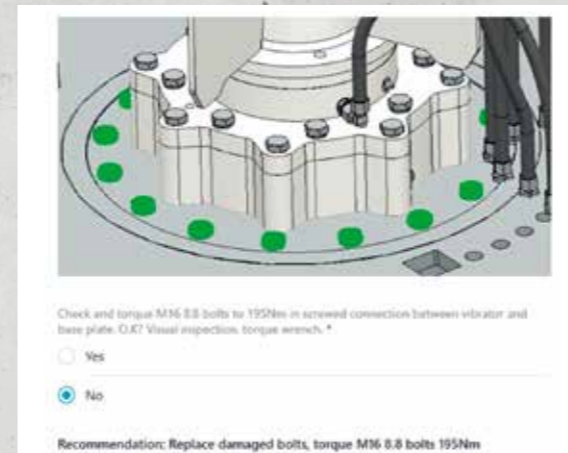 Check and torque M16 8.8 bolts to 195Nm in screwed connection between vibrator and
base plate. O.K? Visual inspection, torque wrench. *
Yes
No
Recommendation: Replace damaged bolts, torque M16 8.8 bolts 195Nm